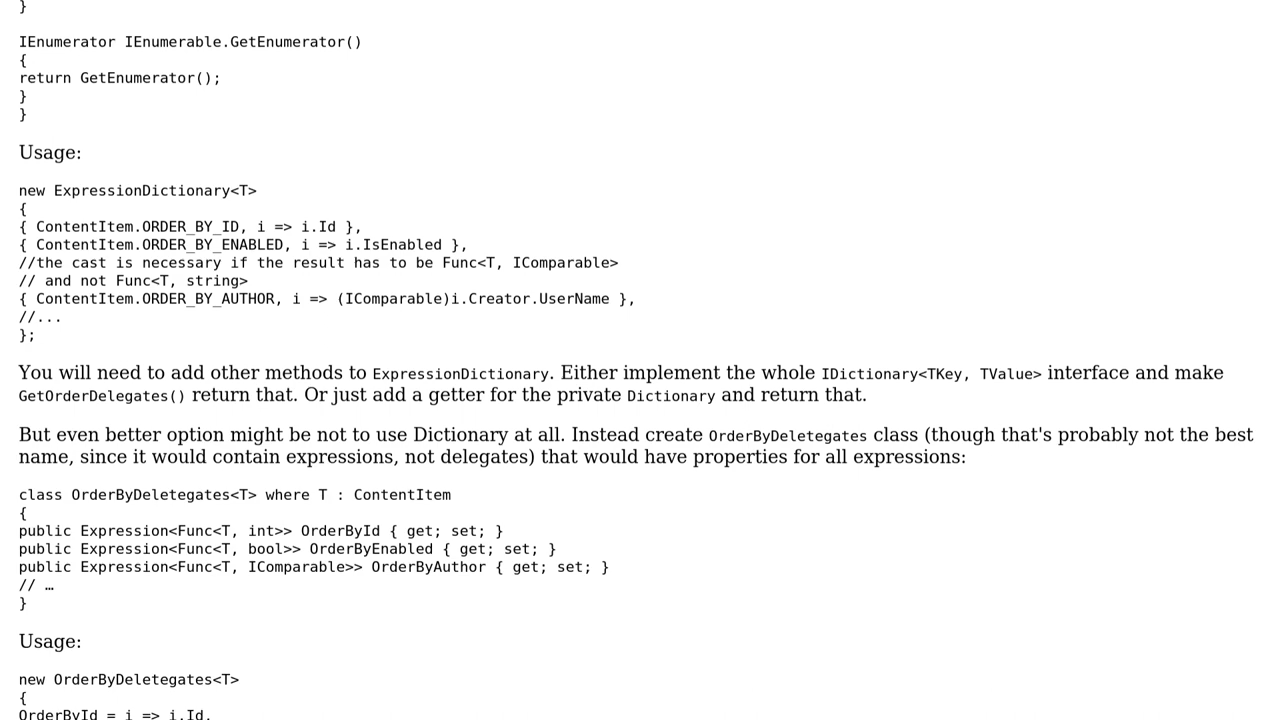 }
IEnumerator IEnumerable.GetEnumerator()
{
return GetEnumerator();
}
}
Usage:
new ExpressionDictionary<T>
{
{ ContentItem.ORDER_BY_ID, i => i.Id },
{ ContentItem.ORDER_BY_ENABLED, i => i.IsEnabled },
//the cast is necessary if the result has to be Func<T, IComparable>
// and not Func<T, string>
{ ContentItem.ORDER_BY_AUTHOR, i => (IComparable)i.Creator.UserName },
//...
};
You will need to add other methods to ExpressionDictionary. Either implement the whole IDictionary<TKey, TValue> interface and make
GetOrderDelegates() return that. Or just add a getter for the private Dictionary and return that.
But even better option might be not to use Dictionary at all. Instead create OrderByDeletegates class (though that's probably not the best
name, since it would contain expressions, not delegates) that would have properties for all expressions:
class OrderByDeletegates<T> where T : ContentItem
{
public Expression<Func<T, int>> OrderById { get; set; }
public Expression<Func<T, bool>> OrderByEnabled { get; set; }
public Expression<Func<T, IComparable>> OrderByAuthor { get; set; }
// …
}
Usage:
new OrderByDeletegates<T>
{
OrderById = i => i.Id,